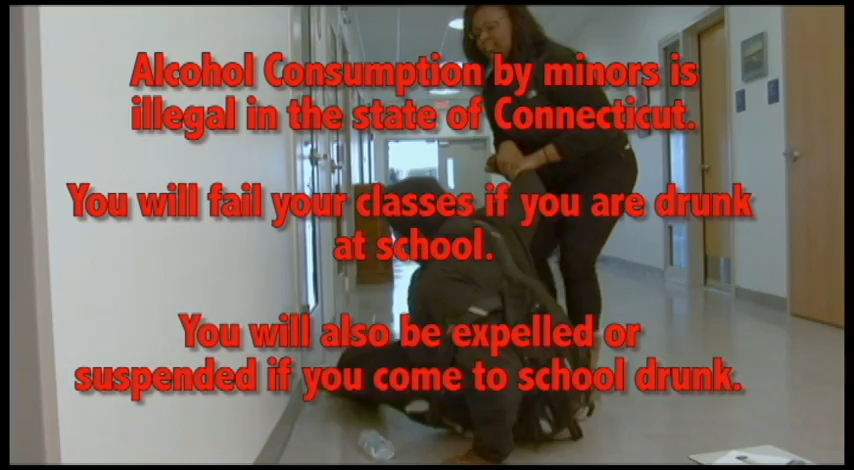 Alcohol Consumption by minors is
illegal in the state of Connecticut.
You will fail your classes if you are drunk
at school.
You will also be expelled or
suspended if you come to school drunk.